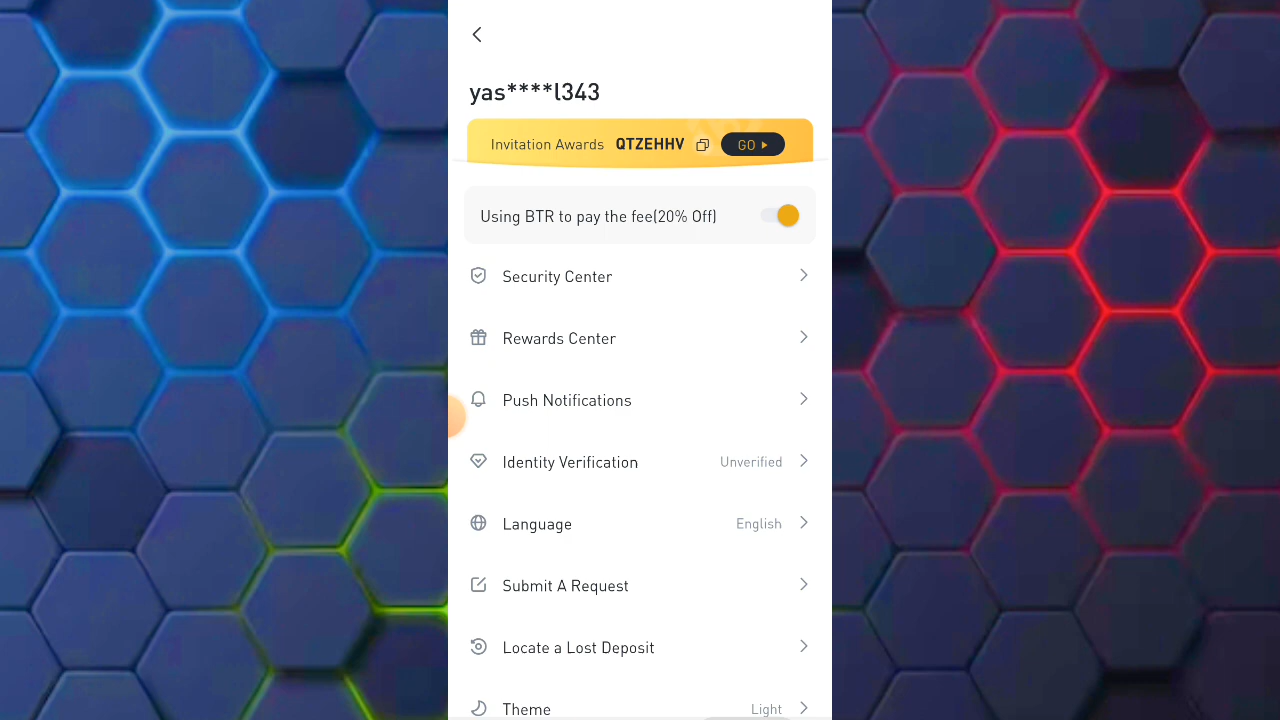 yas****l343
Invitation Awards QTZEHHV GO
Using BTR to pay the fee(20% Off)
Security Center
Rewards Center
Push Notifications
Identity Verification Unverified
Language English
Submit A Request
Locate a Lost Deposit
Theme Light